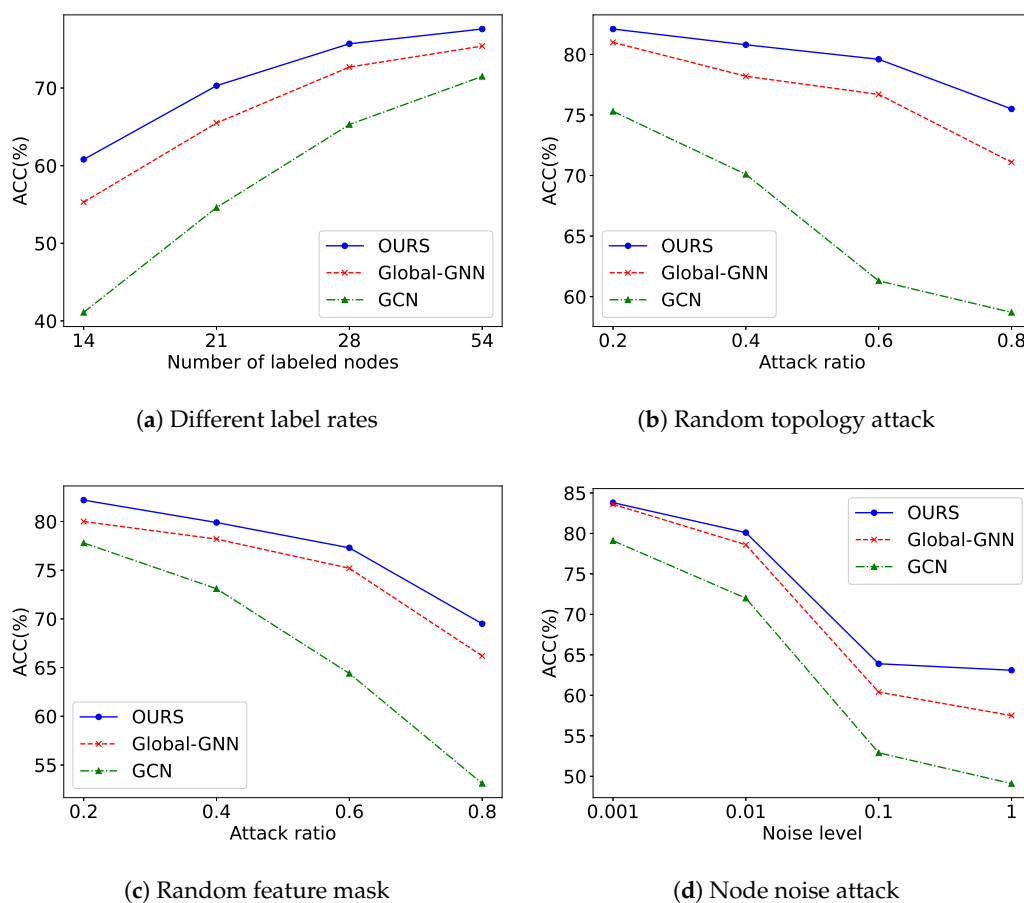 ACC(%)
70
60
50
40
14
21
28
54
Number of labeled nodes
OURS
Global-GNN
GCN
(a) Different label rates
ACC(%)
80
75
70
65
60
0.2
0.4
0.6
0.8
Attack ratio
OURS
Global-GNN
GCN
(b) Random topology attack
ACC(%)
80
75
70
65
60
55
0.2
0.4
0.6
0.8
Attack ratio
OURS
Global-GNN
GCN
(c) Random feature mask
ACC(%)
85
80
75
70
65
60
55
50
0.001
0.01
0.1
1
Noise level
OURS
Global-GNN
GCN
(d) Node noise attack